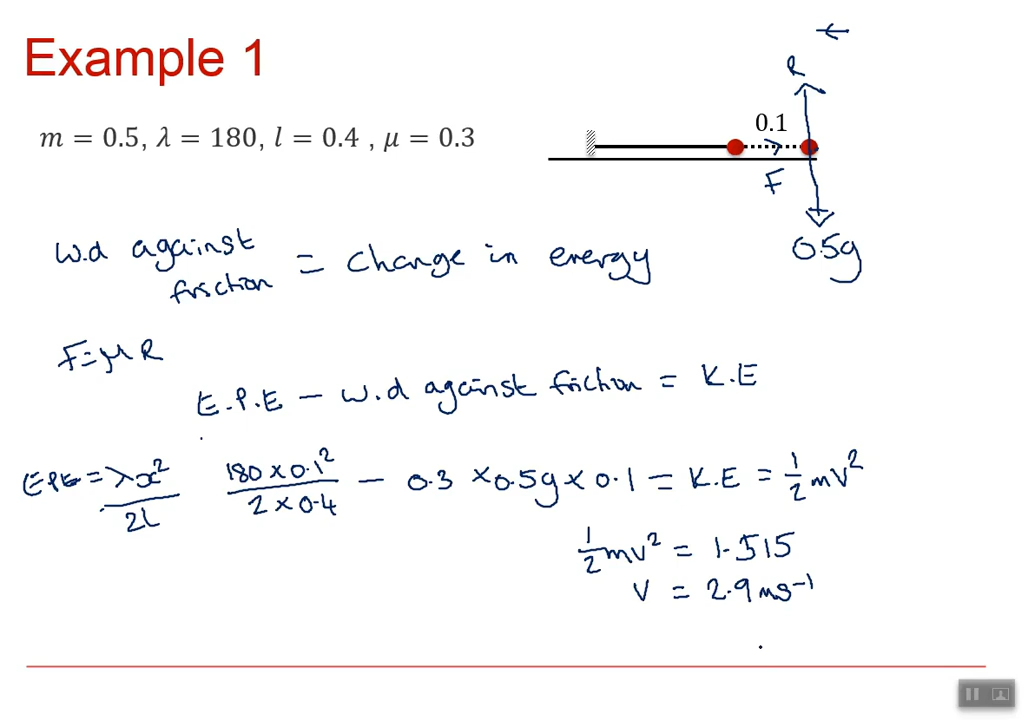 Example 1
m = 0.5, λ = 180, l = 0.4 , μ = 0.3
←
R
0.1
F
0.5g
W.d against friction = change in energy
F=μR
E.P.E – w.d against friction = K.E
EPE = λx²/2l   180 × 0.1²/2 × 0.4 – 0.3 × 0.5g × 0.1 = K.E = ½mv²
½mv² = 1.515
v = 2.9 ms⁻¹